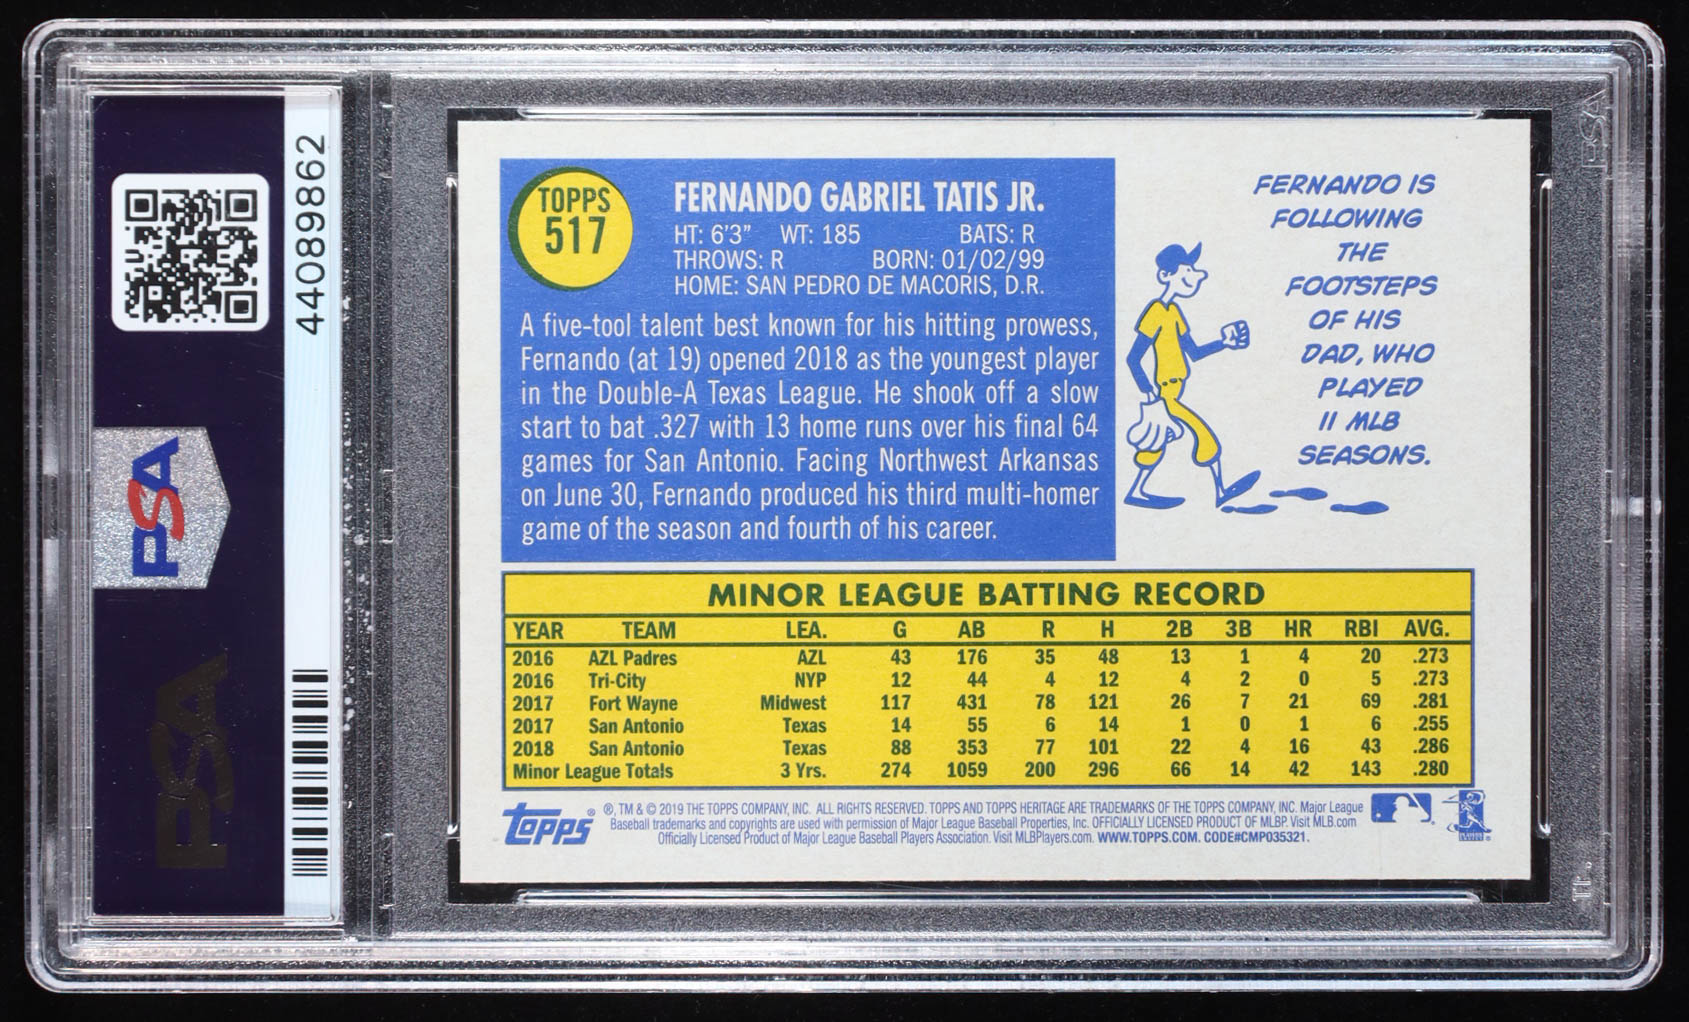 44089862
PSA
PSA
TOPPS
517
FERNANDO GABRIEL TATIS JR.
HT: 6'3" WT: 185 BATS: R
THROWS: R BORN: 01/02/99
HOME: SAN PEDRO DE MACORIS, D.R.
A five-tool talent best known for his hitting prowess,
Fernando (at 19) opened 2018 as the youngest player
in the Double-A Texas League. He shook off a slow
start to bat .327 with 13 home runs over his final 64
games for San Antonio. Facing Northwest Arkansas
on June 30, Fernando produced his third multi-homer
game of the season and fourth of his career.
FERNANDO IS
FOLLOWING
THE
FOOTSTEPS
OF HIS
DAD, WHO
PLAYED
11 MLB
SEASONS.
MINOR LEAGUE BATTING RECORD
YEAR TEAM LEA. G AB R H 2B 3B HR RBI AVG.
2016 AZL Padres AZL 43 176 35 48 13 1 4 20 .273
2016 Tri-City NYP 12 44 4 12 4 2 0 5 .273
2017 Fort Wayne Midwest 117 431 78 121 26 7 21 69 .281
2017 San Antonio Texas 14 55 6 14 1 0 1 6 .255
2018 San Antonio Texas 88 353 77 101 22 4 16 43 .286
Minor League Totals 3 Yrs. 274 1059 200 296 66 14 42 143 .280
Topps ® ®, TM & © 2019 THE TOPPS COMPANY, INC. ALL RIGHTS RESERVED. TOPPS AND TOPPS HERITAGE ARE TRADEMARKS OF THE TOPPS COMPANY, INC. Major League
Baseball trademarks and copyrights are used with permission of Major League Baseball Properties, Inc. OFFICIALLY LICENSED PRODUCT OF MLBP. Visit MLB.com
Officially Licensed Product of Major League Baseball Players Association. Visit MLBPlayers.com. WWW.TOPPS.COM. CODE#CMP035321.
PSA